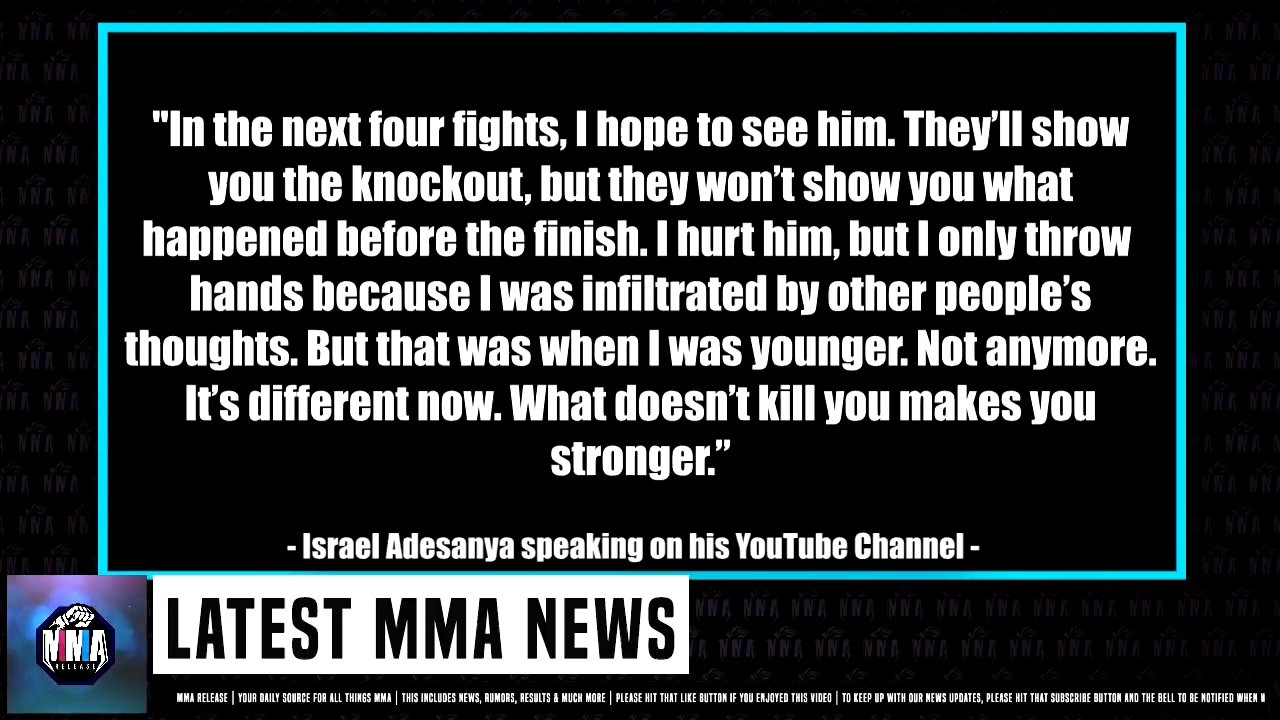 "In the next four fights, I hope to see him. They’ll show
you the knockout, but they won’t show you what
happened before the finish. I hurt him, but I only throw
hands because I was infiltrated by other people’s
thoughts. But that was when I was younger. Not anymore.
It’s different now. What doesn’t kill you makes you
stronger.”
- Israel Adesanya speaking on his YouTube Channel -
MMA
RELEASE
LATEST MMA NEWS
MMA RELEASE | YOUR DAILY SOURCE FOR ALL THINGS MMA | THIS INCLUDES NEWS, RUMORS, RESULTS & MUCH MORE | PLEASE HIT THAT LIKE BUTTON IF YOU ENJOYED THIS VIDEO | TO KEEP UP WITH OUR NEWS UPDATES, PLEASE HIT THAT SUBSCRIBE BUTTON AND THE BELL TO BE NOTIFIED WHEN